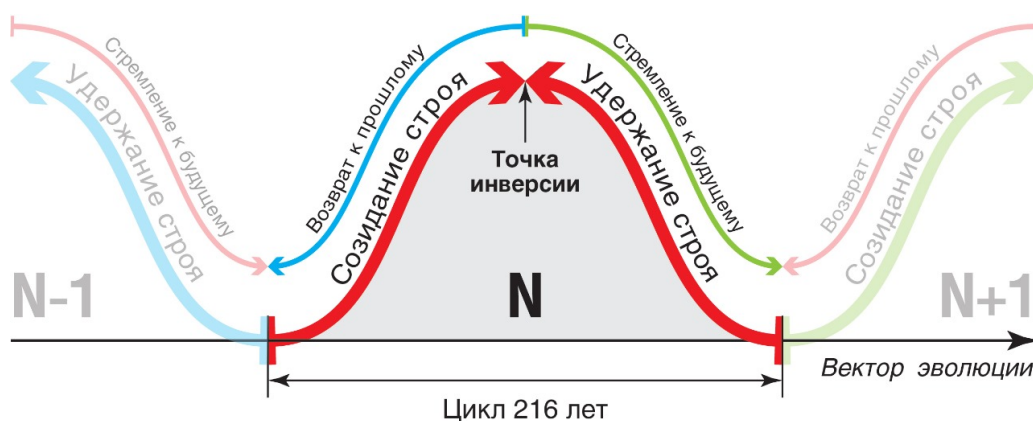 Стремление к будущему
Удержание строя
Возврат к прошлому
Созидание строя
Точка
инверсии
Стремление к будущему
Удержание строя
Возврат к прошлому
Созидание строя
N-1
N
N+1
Вектор эволюции
Цикл 216 лет